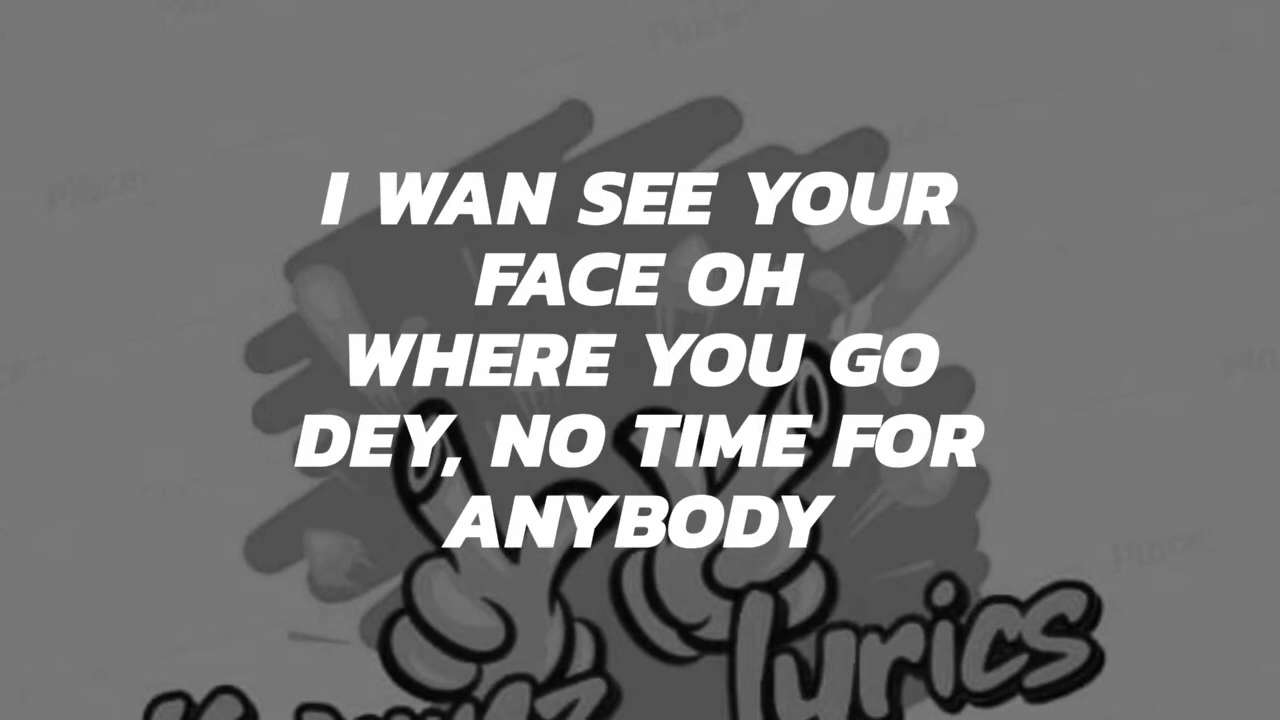 I WAN SEE YOUR
FACE OH
WHERE YOU GO
DEY, NO TIME FOR
ANYBODY
lyrics